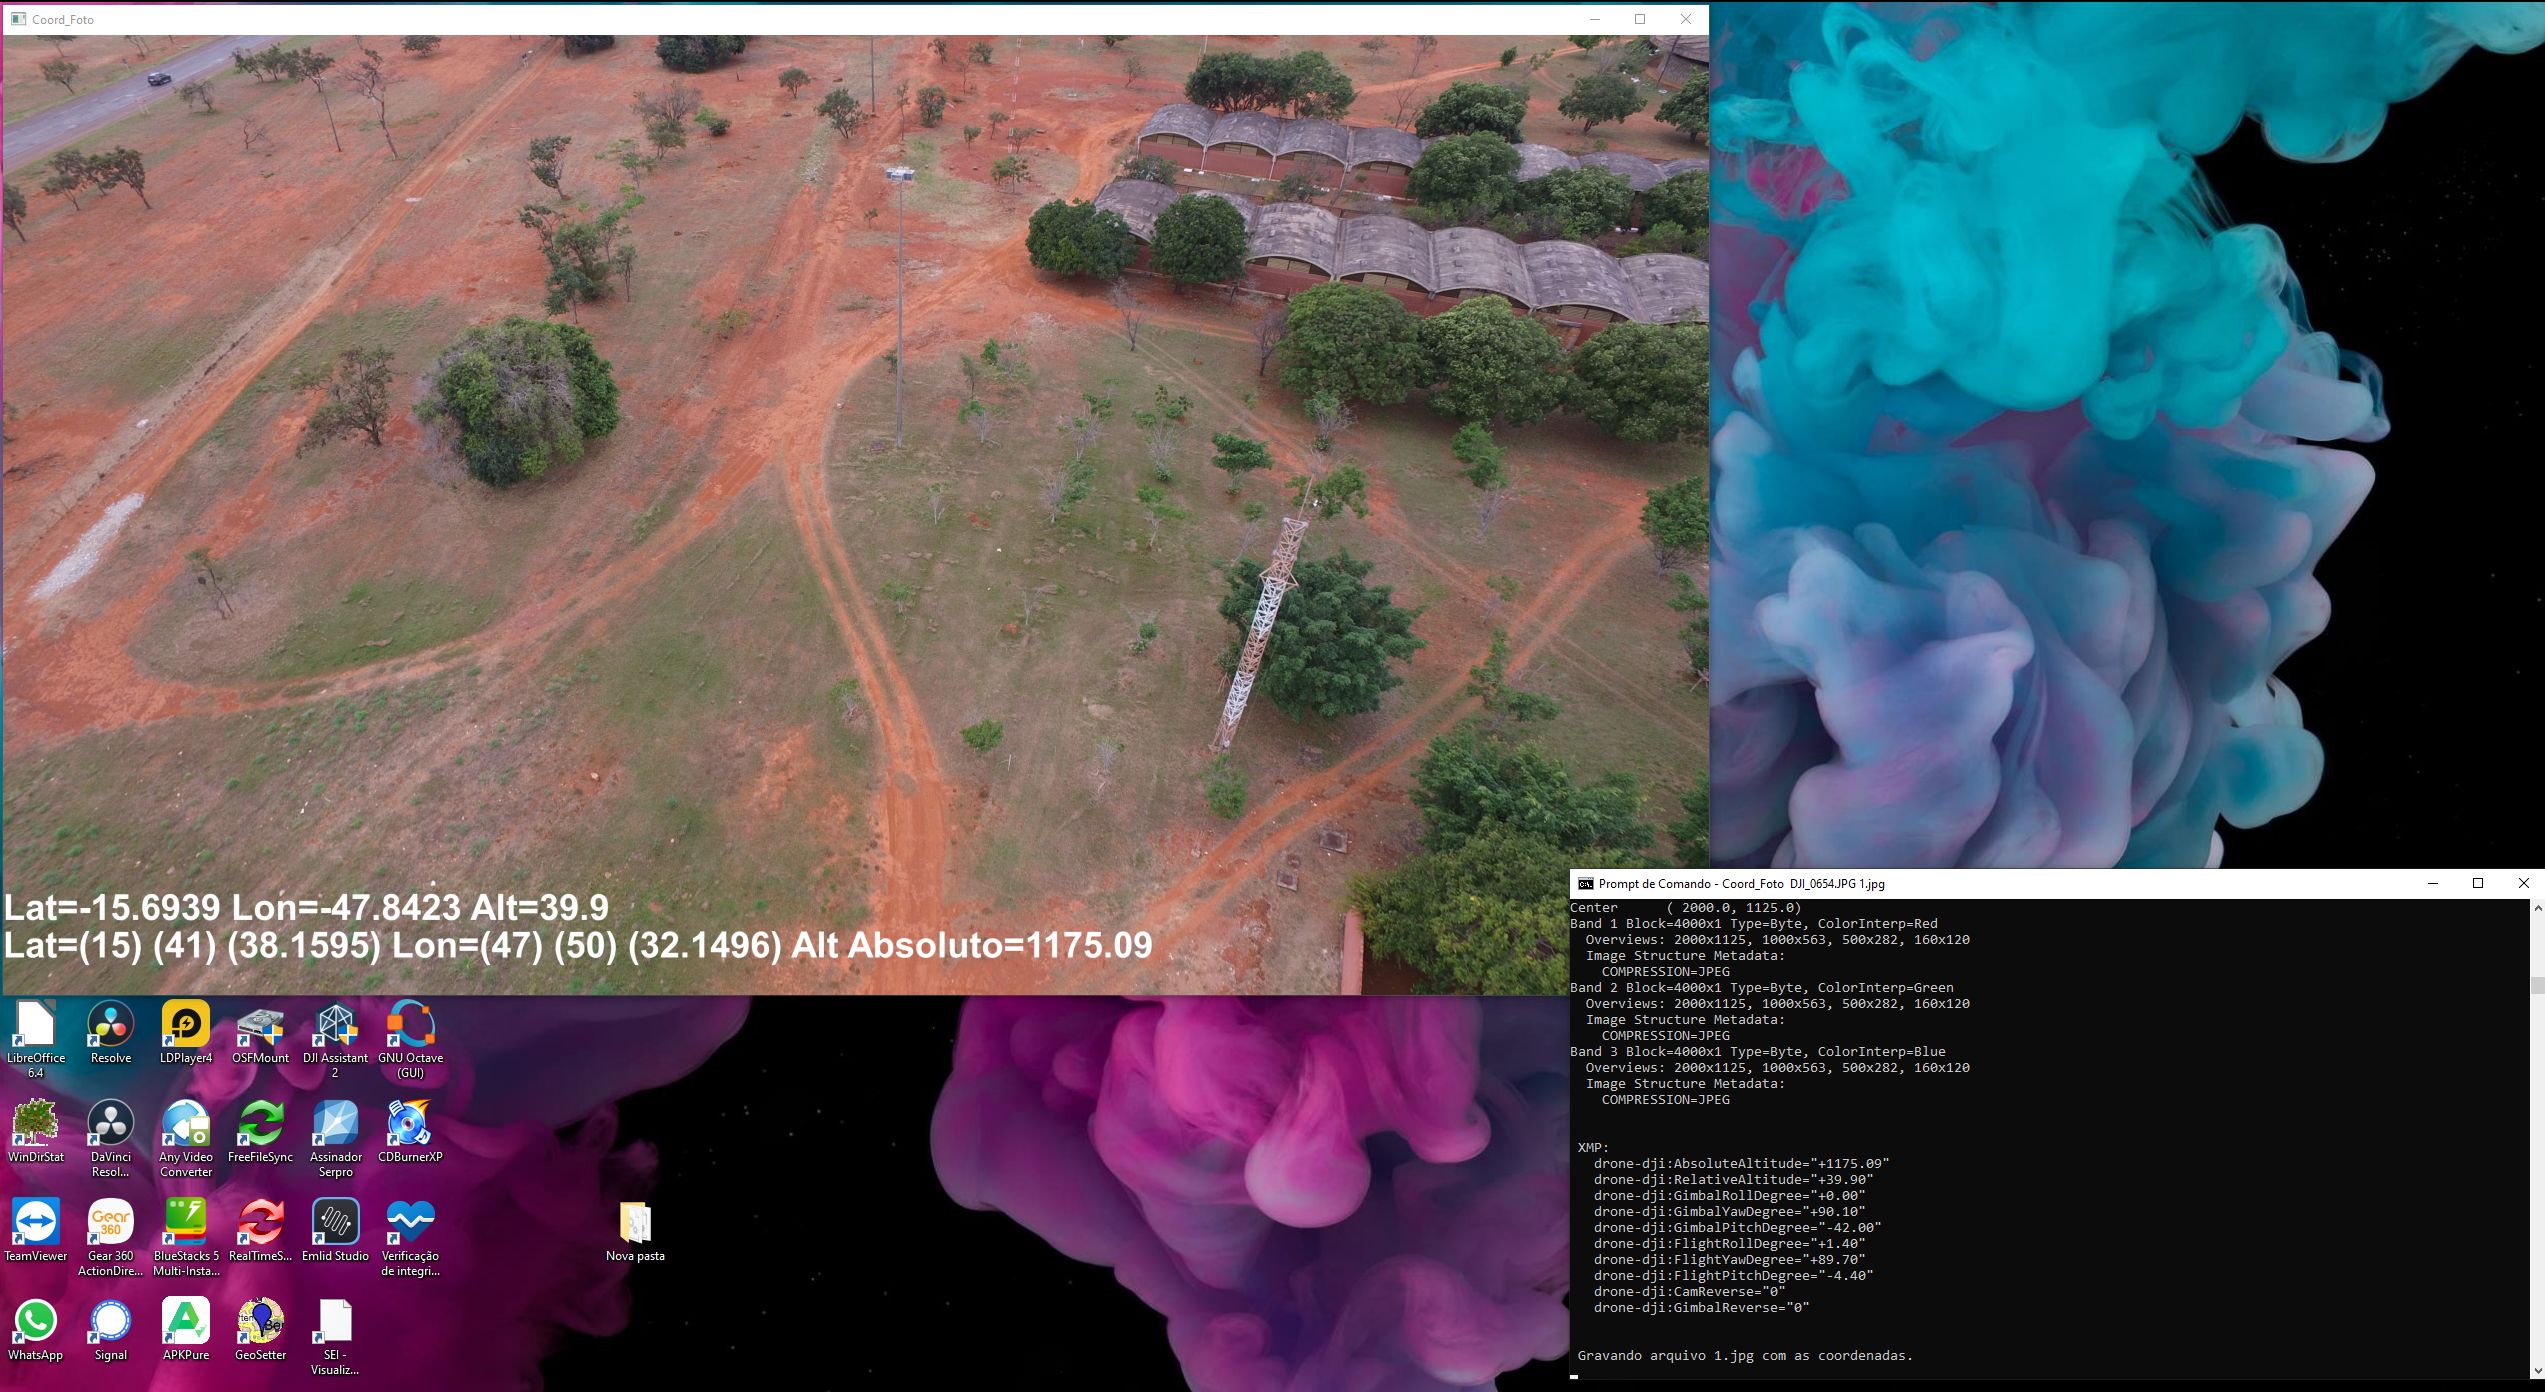 Coord_Foto
Lat=-15.6939 Lon=-47.8423 Alt=39.9
Lat=(15) (41) (38.1595) Lon=(47) (50) (32.1496) Alt Absoluto=1175.09
Prompt de Comando - Coord_Foto  DJI_0654.JPG 1.jpg
Center      ( 2000.0, 1125.0)
Band 1 Block=4000x1 Type=Byte, ColorInterp=Red
  Overviews: 2000x1125, 1000x563, 500x282, 160x120
  Image Structure Metadata:
    COMPRESSION=JPEG
Band 2 Block=4000x1 Type=Byte, ColorInterp=Green
  Overviews: 2000x1125, 1000x563, 500x282, 160x120
  Image Structure Metadata:
    COMPRESSION=JPEG
Band 3 Block=4000x1 Type=Byte, ColorInterp=Blue
  Overviews: 2000x1125, 1000x563, 500x282, 160x120
  Image Structure Metadata:
    COMPRESSION=JPEG
XMP:
  drone-dji:AbsoluteAltitude="+1175.09"
  drone-dji:RelativeAltitude="+39.90"
  drone-dji:GimbalRollDegree="+0.00"
  drone-dji:GimbalYawDegree="+90.10"
  drone-dji:GimbalPitchDegree="-42.00"
  drone-dji:FlightRollDegree="+1.40"
  drone-dji:FlightYawDegree="+89.70"
  drone-dji:FlightPitchDegree="-4.40"
  drone-dji:CamReverse="0"
  drone-dji:GimbalReverse="0"
Gravando arquivo 1.jpg com as coordenadas.
LibreOffice
6.4
Resolve
LDPlayer4
OSFMount
DJI Assistant
2
GNU Octave
(GUI)
WinDirStat
DaVinci
Resol...
Any Video
Converter
FreeFileSync
Assinador
Serpro
CDBurnerXP
TeamViewer
Gear
360
Gear 360
ActionDire...
BlueStacks 5
Multi-Insta...
RealTimeS...
Emlid Studio
Verificação
de integri...
Nova pasta
WhatsApp
Signal
APKPure
GeoSetter
SEI -
Visualiz...